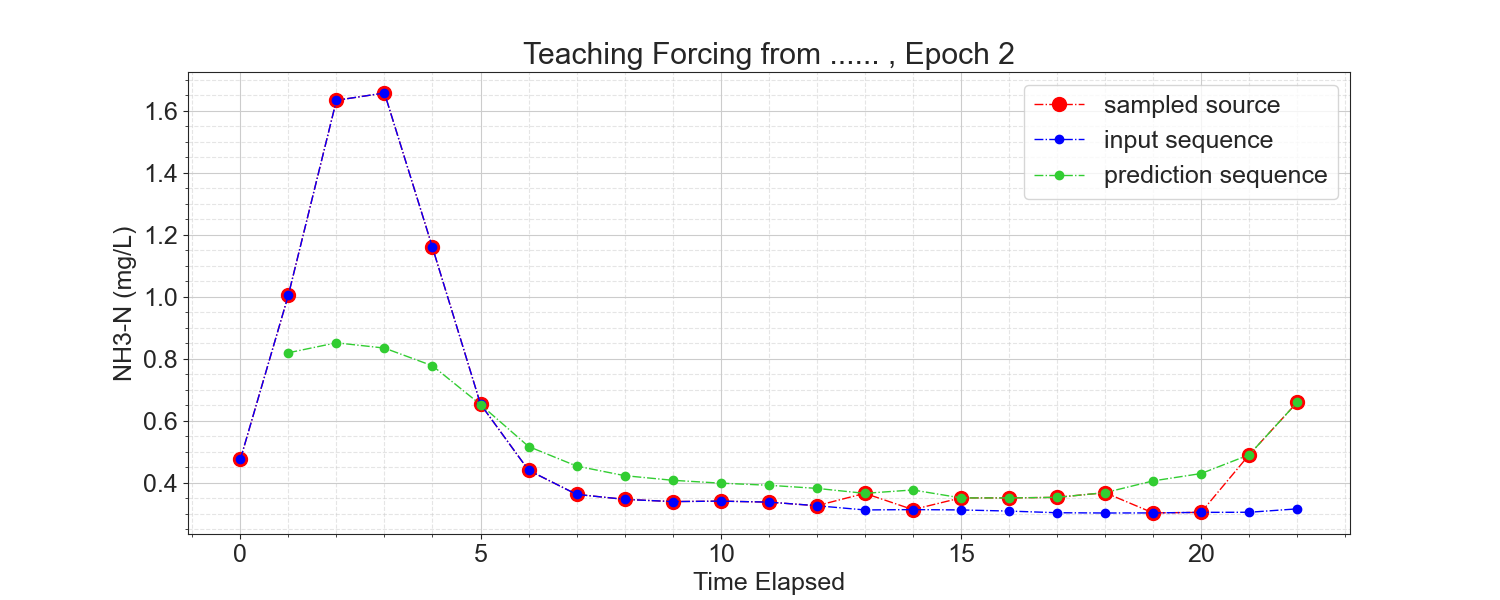 Teaching Forcing from ...... , Epoch 2
sampled source
input sequence
prediction sequence
NH3-N (mg/L)
1.6
1.4
1.2
1.0
0.8
0.6
0.4
0 5 10 15 20
Time Elapsed